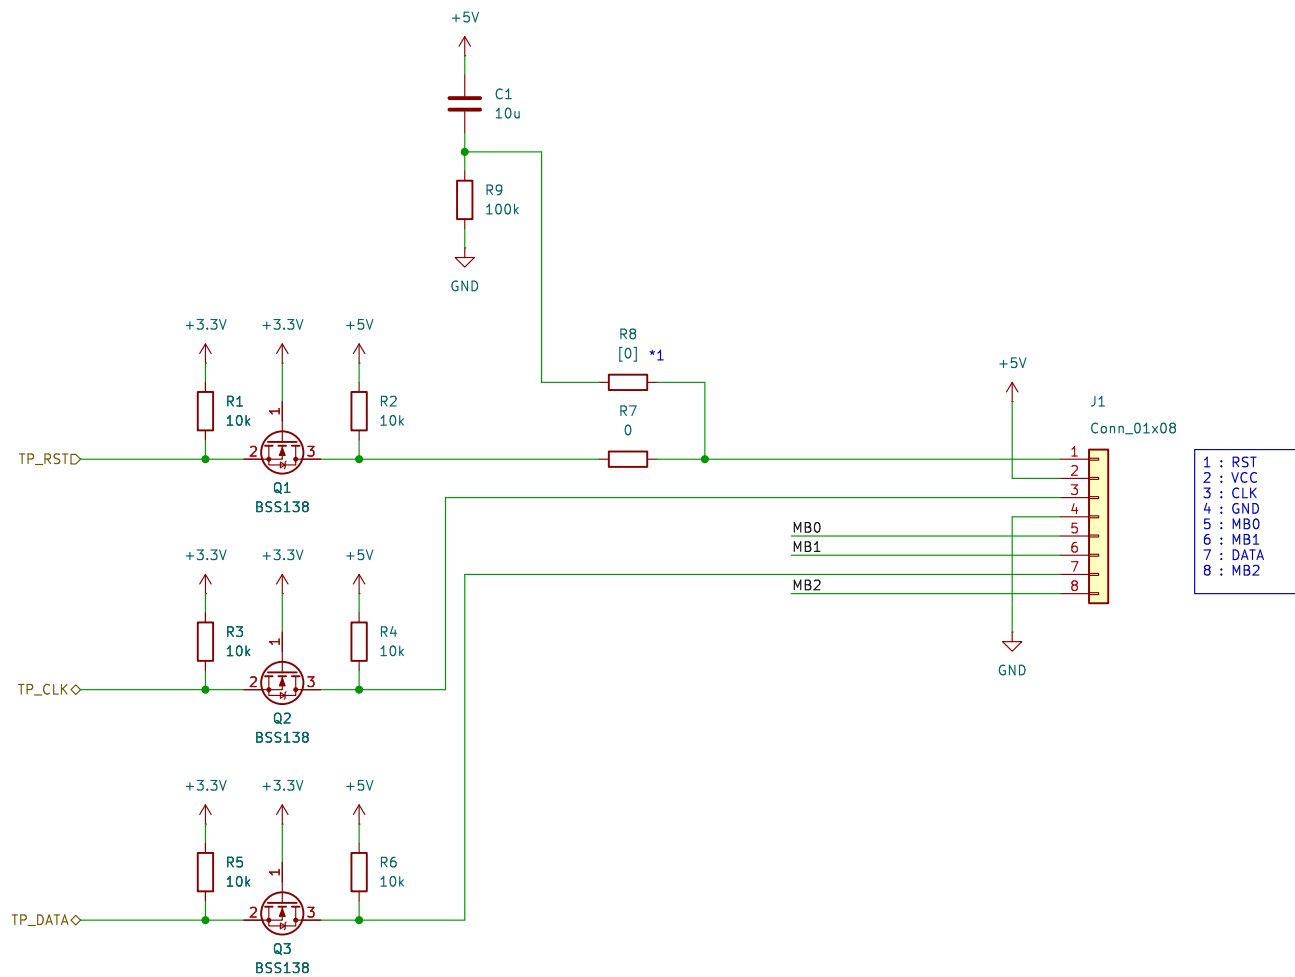 +5V
C1
10u
R9
100k
GND
+3.3V
+3.3V
+5V
R8
[0] *1
R7
0
+5V
J1
Conn_01x08
R1
10k
1
R2
10k
TP_RST
2
3
Q1
BSS138
1
2
3
4
5
6
7
8
1 : RST
2 : VCC
3 : CLK
4 : GND
5 : MB0
6 : MB1
7 : DATA
8 : MB2
MB0
MB1
MB2
GND
+3.3V
+3.3V
+5V
R3
10k
1
R4
10k
TP_CLK
2
3
Q2
BSS138
+3.3V
+3.3V
+5V
R5
10k
1
R6
10k
TP_DATA
2
3
Q3
BSS138